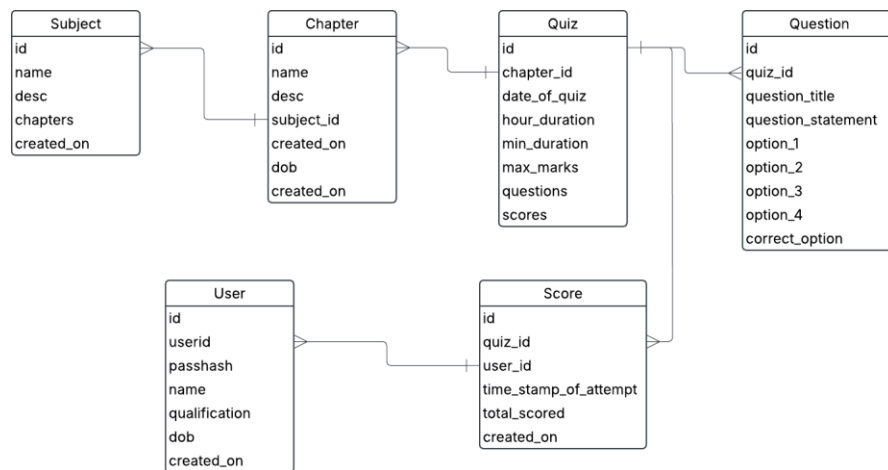 Subject
id
name
desc
chapters
created_on
Chapter
id
name
desc
subject_id
created_on
dob
created_on
Quiz
id
chapter_id
date_of_quiz
hour_duration
min_duration
max_marks
questions
scores
Question
id
quiz_id
question_title
question_statement
option_1
option_2
option_3
option_4
correct_option
User
id
userid
passhash
name
qualification
dob
created_on
Score
id
quiz_id
user_id
time_stamp_of_attempt
total_scored
created_on